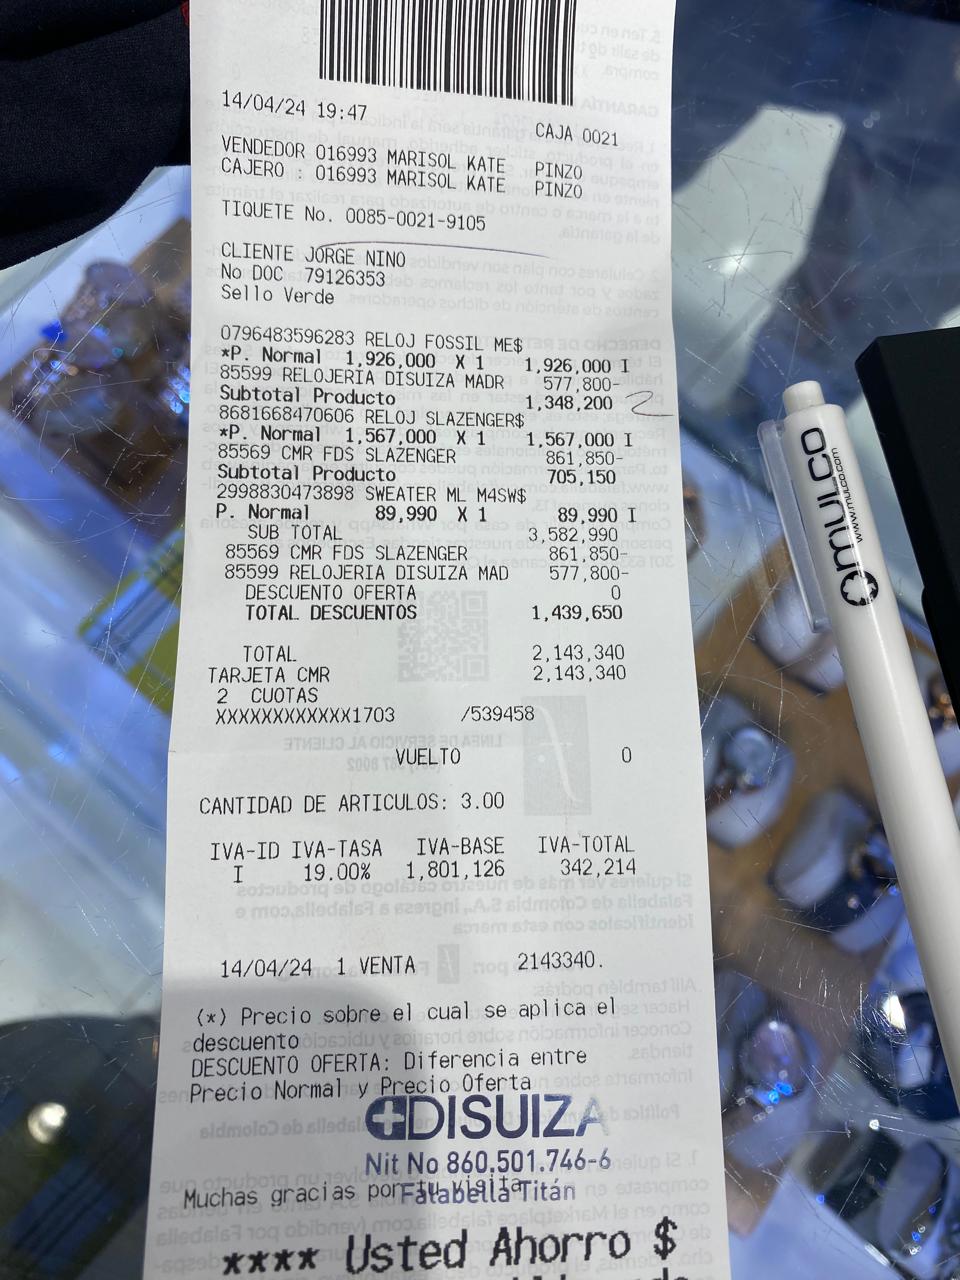 14/04/24 19:47 CAJA 0021
VENDEDOR 016993 MARISOL KATE PINZO
CAJERO : 016993 MARISOL KATE PINZO
TIQUETE No. 0085-0021-9105
CLIENTE JORGE NINO
No DOC 79126353
Sello Verde
0796483596283 RELOJ FOSSIL ME$
*P. Normal 1,926,000 X 1 1,926,000 I
85599 RELOJERIA DISUIZA MADR 577,800-
Subtotal Producto 1,348,200
8681668470606 RELOJ SLAZENGER$
*P. Normal 1,567,000 X 1 1,567,000 I
85569 CMR FDS SLAZENGER 861,850-
Subtotal Producto 705,150
2998830473898 SWEATER ML M4SW$
P. Normal 89,990 X 1 89,990 I
SUB TOTAL 3,582,990
85569 CMR FDS SLAZENGER 861,850-
85599 RELOJERIA DISUIZA MAD 577,800-
DESCUENTO OFERTA 0
TOTAL DESCUENTOS 1,439,650
TOTAL 2,143,340
TARJETA CMR 2,143,340
2 CUOTAS
XXXXXXXXXXXX1703 /539458
VUELTO 0
CANTIDAD DE ARTICULOS: 3.00
IVA-ID IVA-TASA IVA-BASE IVA-TOTAL
I 19.00% 1,801,126 342,214
14/04/24 1 VENTA 2143340.
(*) Precio sobre el cual se aplica el
descuento
DESCUENTO OFERTA: Diferencia entre
Precio Normal y Precio Oferta
DISUIZA
Nit No 860.501.746-6
Falabella Titán
Muchas gracias por tu visita
**** Usted Ahorro $
muլco
www.mulco.com